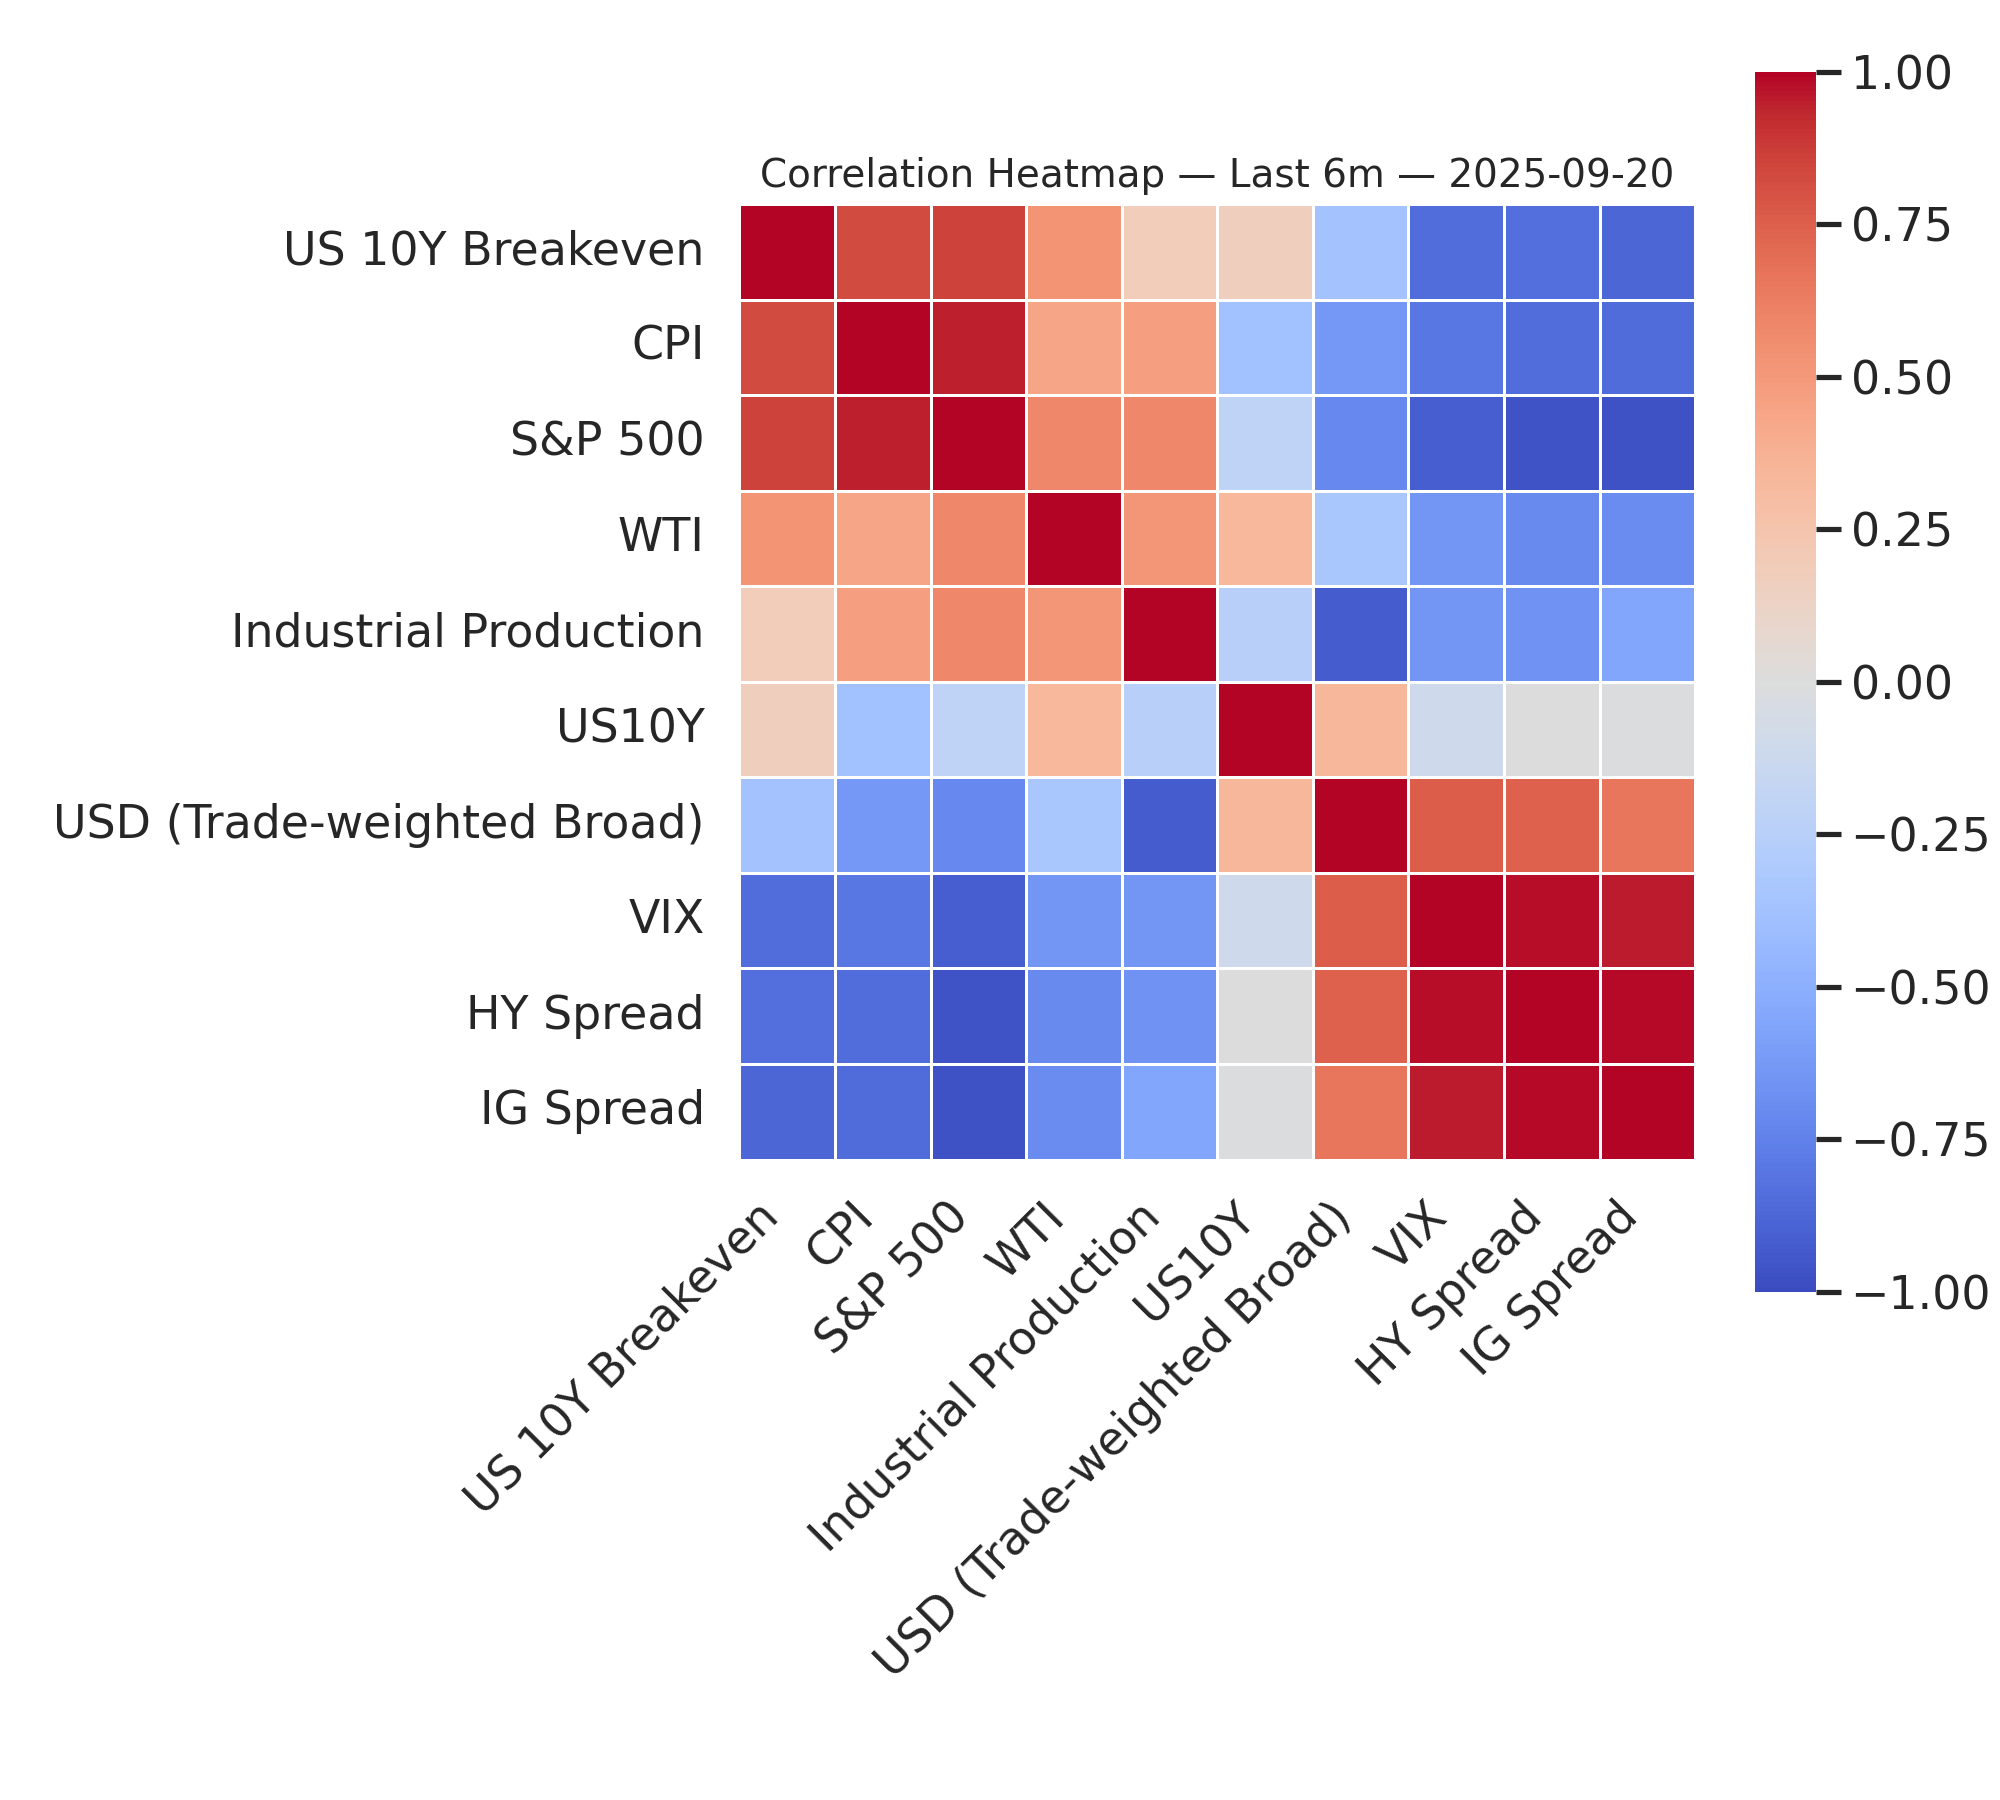 Correlation Heatmap — Last 6m — 2025-09-20
US 10Y Breakeven
CPI
S&P 500
WTI
Industrial Production
US10Y
USD (Trade-weighted Broad)
VIX
HY Spread
IG Spread
US 10Y Breakeven
CPI
S&P 500
WTI
Industrial Production
US10Y
USD (Trade-weighted Broad)
VIX
HY Spread
IG Spread
1.00
0.75
0.50
0.25
0.00
−0.25
−0.50
−0.75
−1.00